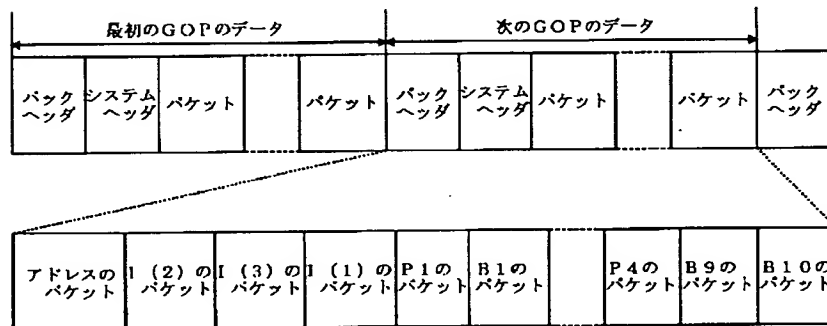 最初のGOPのデータ
次のGOPのデータ
パック
ヘッダ
システム
ヘッダ
パケット
パケット
パック
ヘッダ
システム
ヘッダ
パケット
パケット
パック
ヘッダ
アドレスの
パケット
I(2)の
パケット
I(3)の
パケット
I(1)の
パケット
P1の
パケット
B1の
パケット
P4の
パケット
B9の
パケット
B10の
パケット